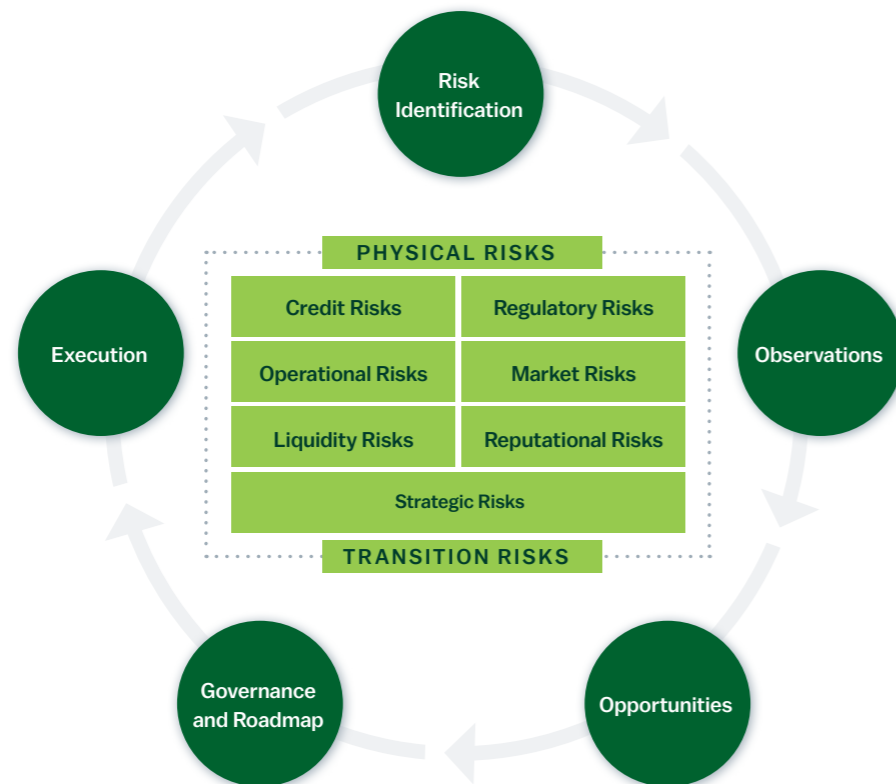 Risk
Identification
PHYSICAL RISKS
Credit Risks
Regulatory Risks
Execution
Observations
Operational Risks
Market Risks
Liquidity Risks
Reputational Risks
Strategic Risks
TRANSITION RISKS
Governance
and Roadmap
Opportunities